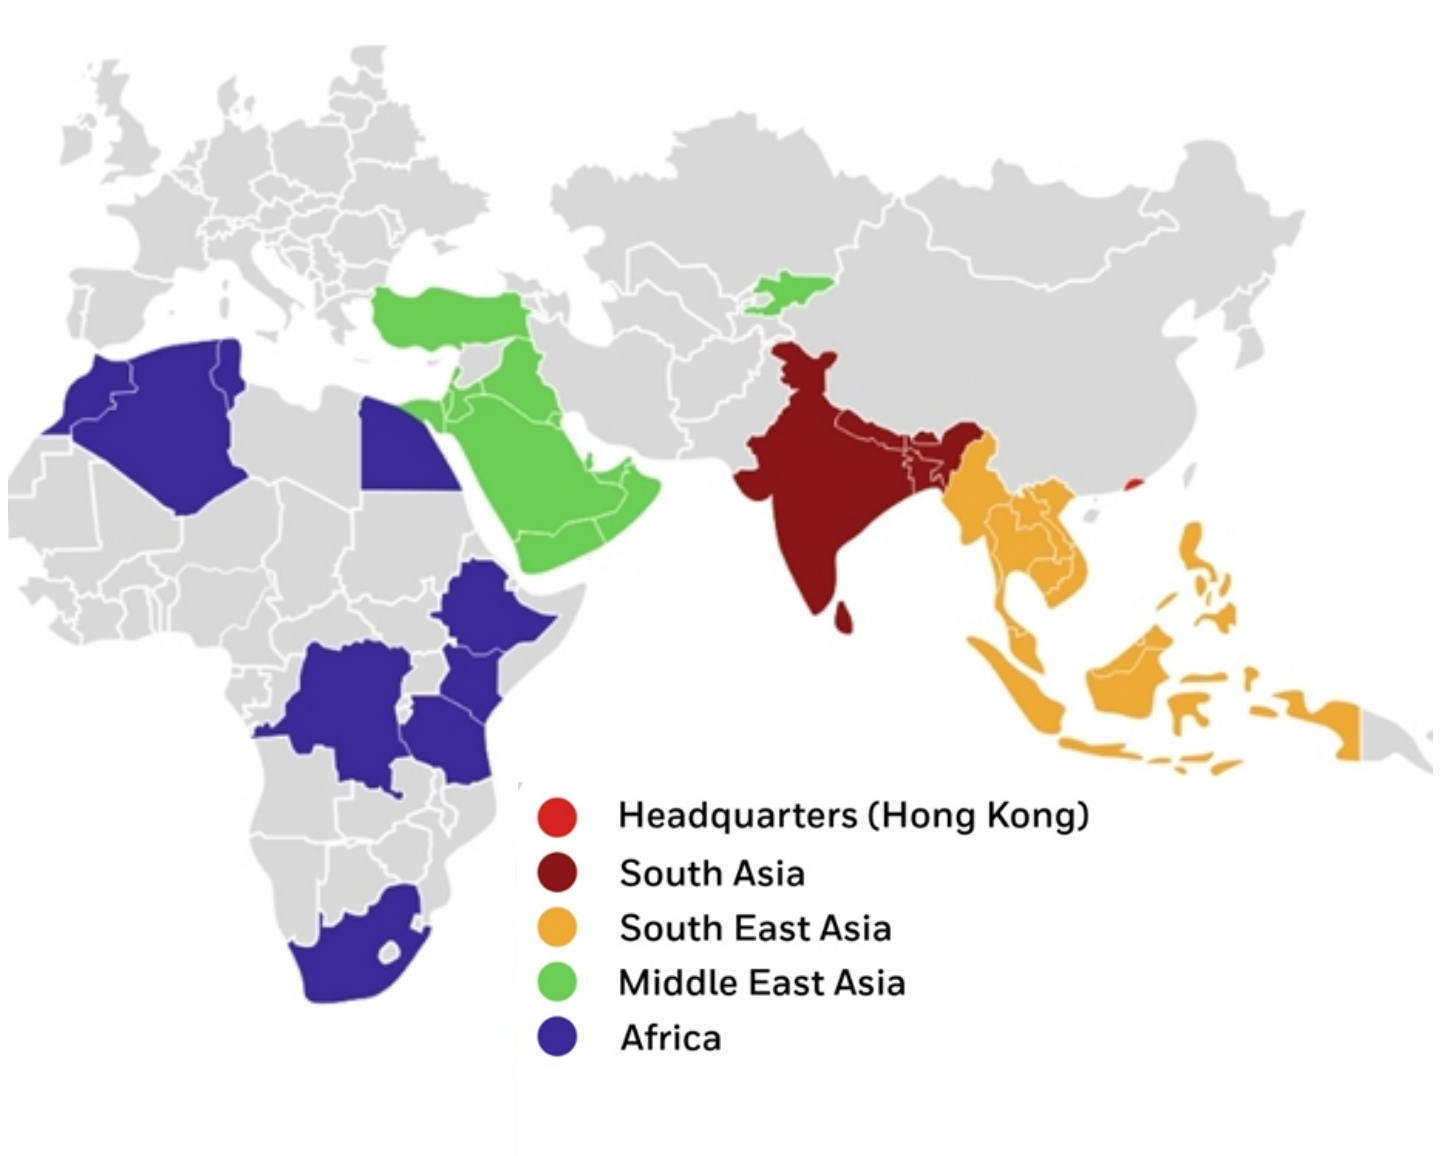 Headquarters (Hong Kong)
South Asia
South East Asia
Middle East Asia
Africa